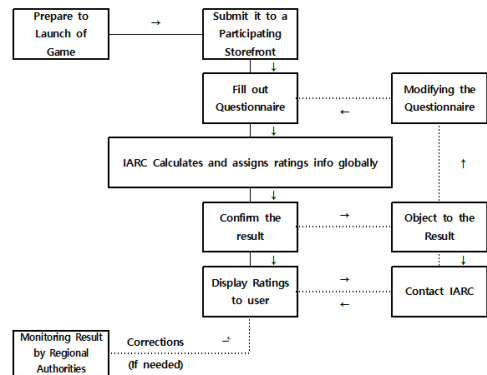 Prepare to
Launch of
Game
→
Submit it to a
Participating
Storefront
↓
Fill out
Questionnaire
←
Modifying the
Questionnaire
↓
IARC Calculates and assigns ratings info globally
↑
↓
Confirm the
result
→
Object to the
Result
↓
↓
Display Ratings
to user
→
←
Contact IARC
Monitoring Result
by Regional
Authorities
Corrections
(If needed)